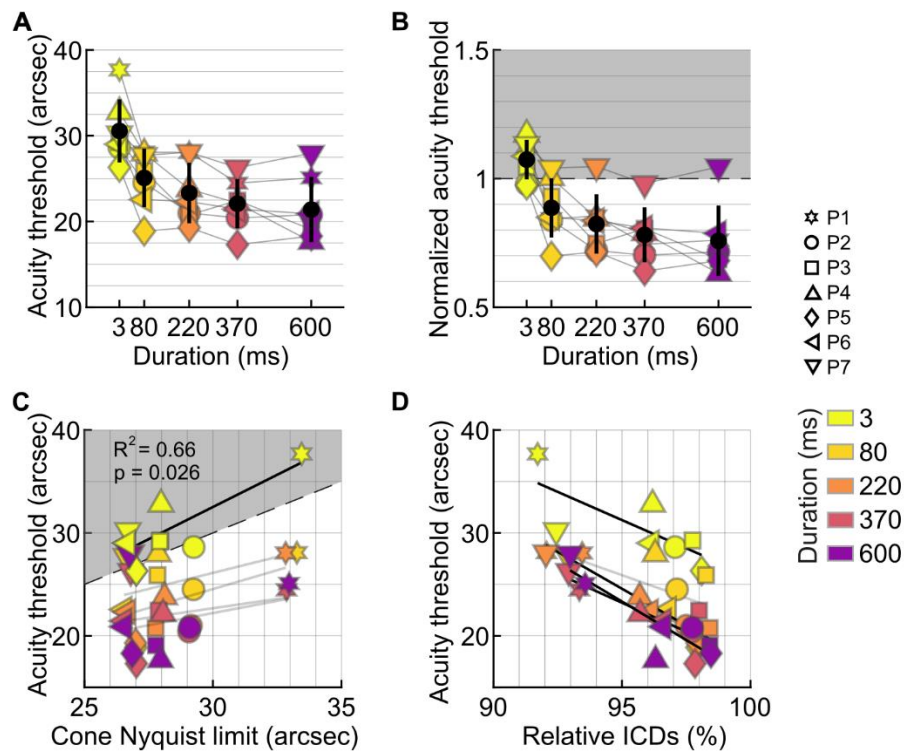 A
Acuity threshold (arcsec)
40
30
20
10
3 80 220 370 600
Duration (ms)
B
Normalized acuity threshold
1.5
1
0.5
3 80 220 370 600
Duration (ms)
P1
P2
P3
P4
P5
P6
P7
C
Acuity threshold (arcsec)
40
30
20
R² = 0.66
p = 0.026
25 30 35
Cone Nyquist limit (arcsec)
D
Acuity threshold (arcsec)
40
30
20
90 95 100
Relative ICDs (%)
Duration (ms)
3
80
220
370
600